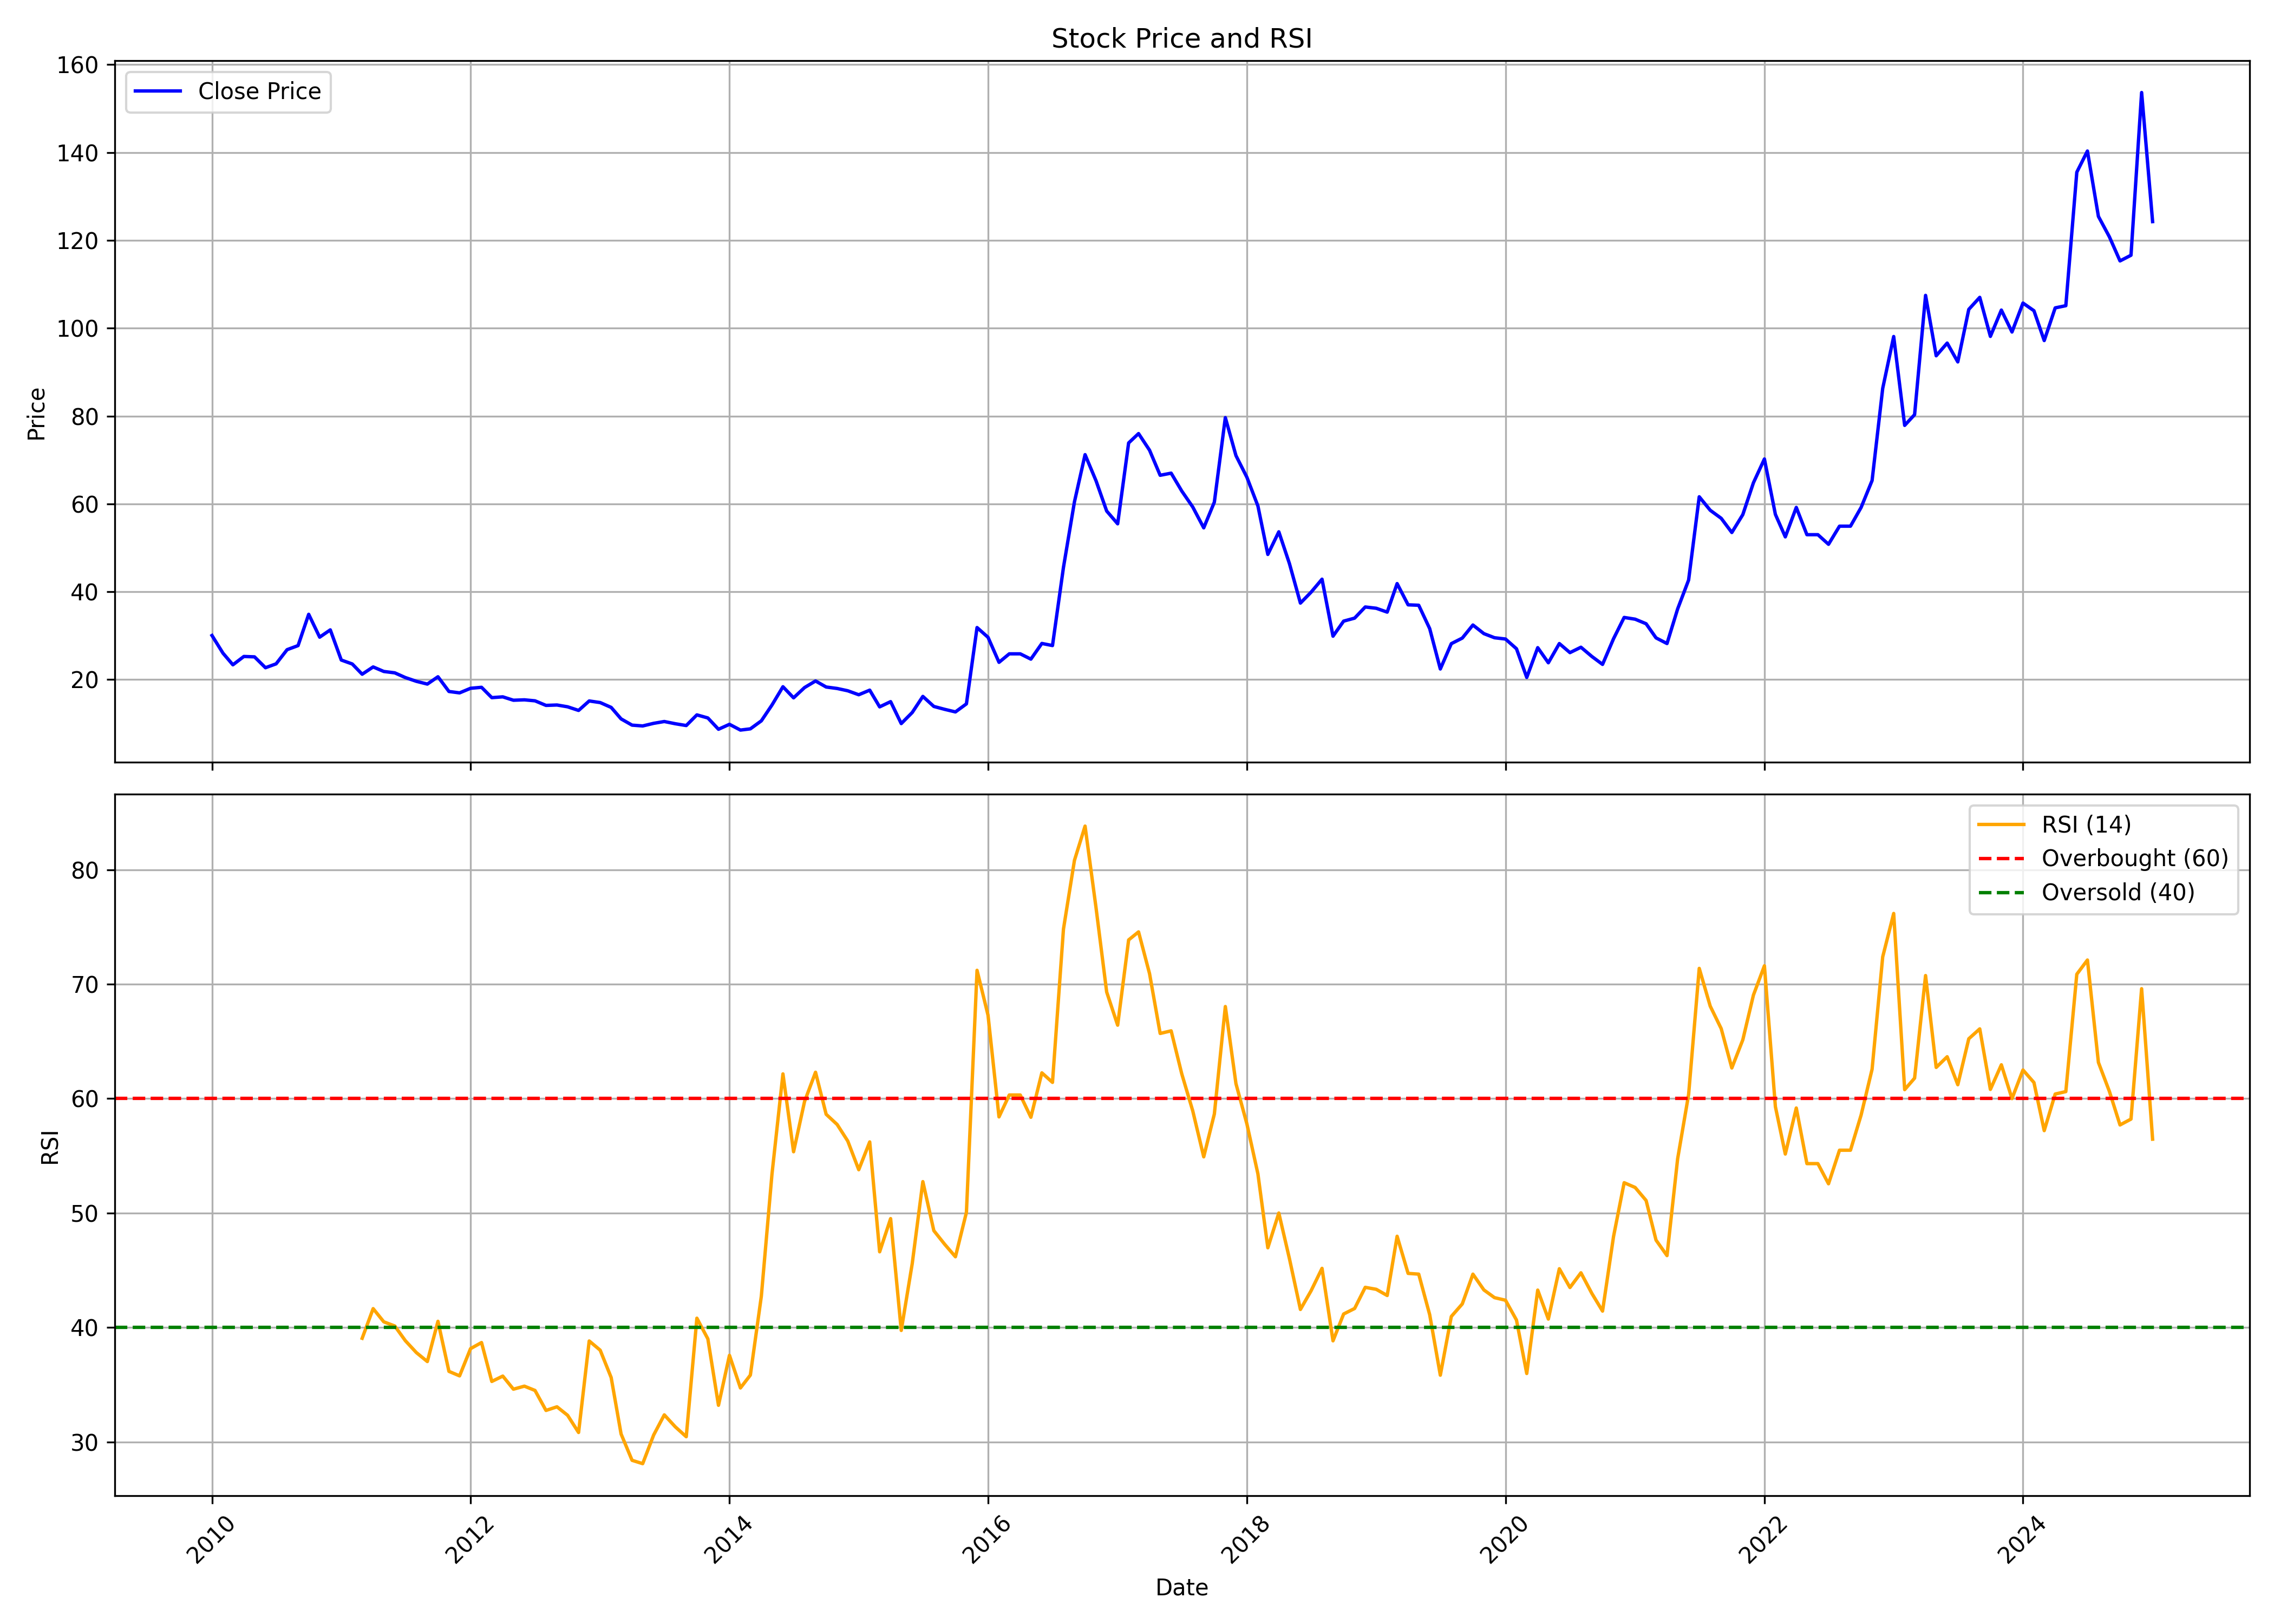 Stock Price and RSI
160
140
120
100
80
60
40
20
Price
Close Price
80
70
60
50
40
30
RSI
RSI (14)
Overbought (60)
Oversold (40)
2010
2012
2014
2016
2018
2020
2022
2024
Date